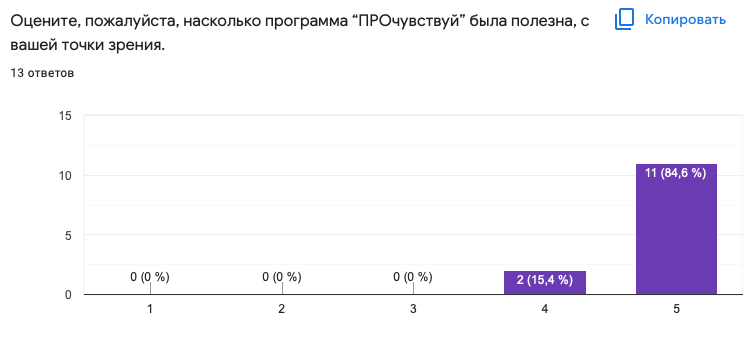 Оцените, пожалуйста, насколько программа “ПРОчувствуй” была полезна, с
вашей точки зрения.
Копировать
13 ответов
15
10
5
0
0 (0 %)
0 (0 %)
0 (0 %)
2 (15,4 %)
11 (84,6 %)
1
2
3
4
5